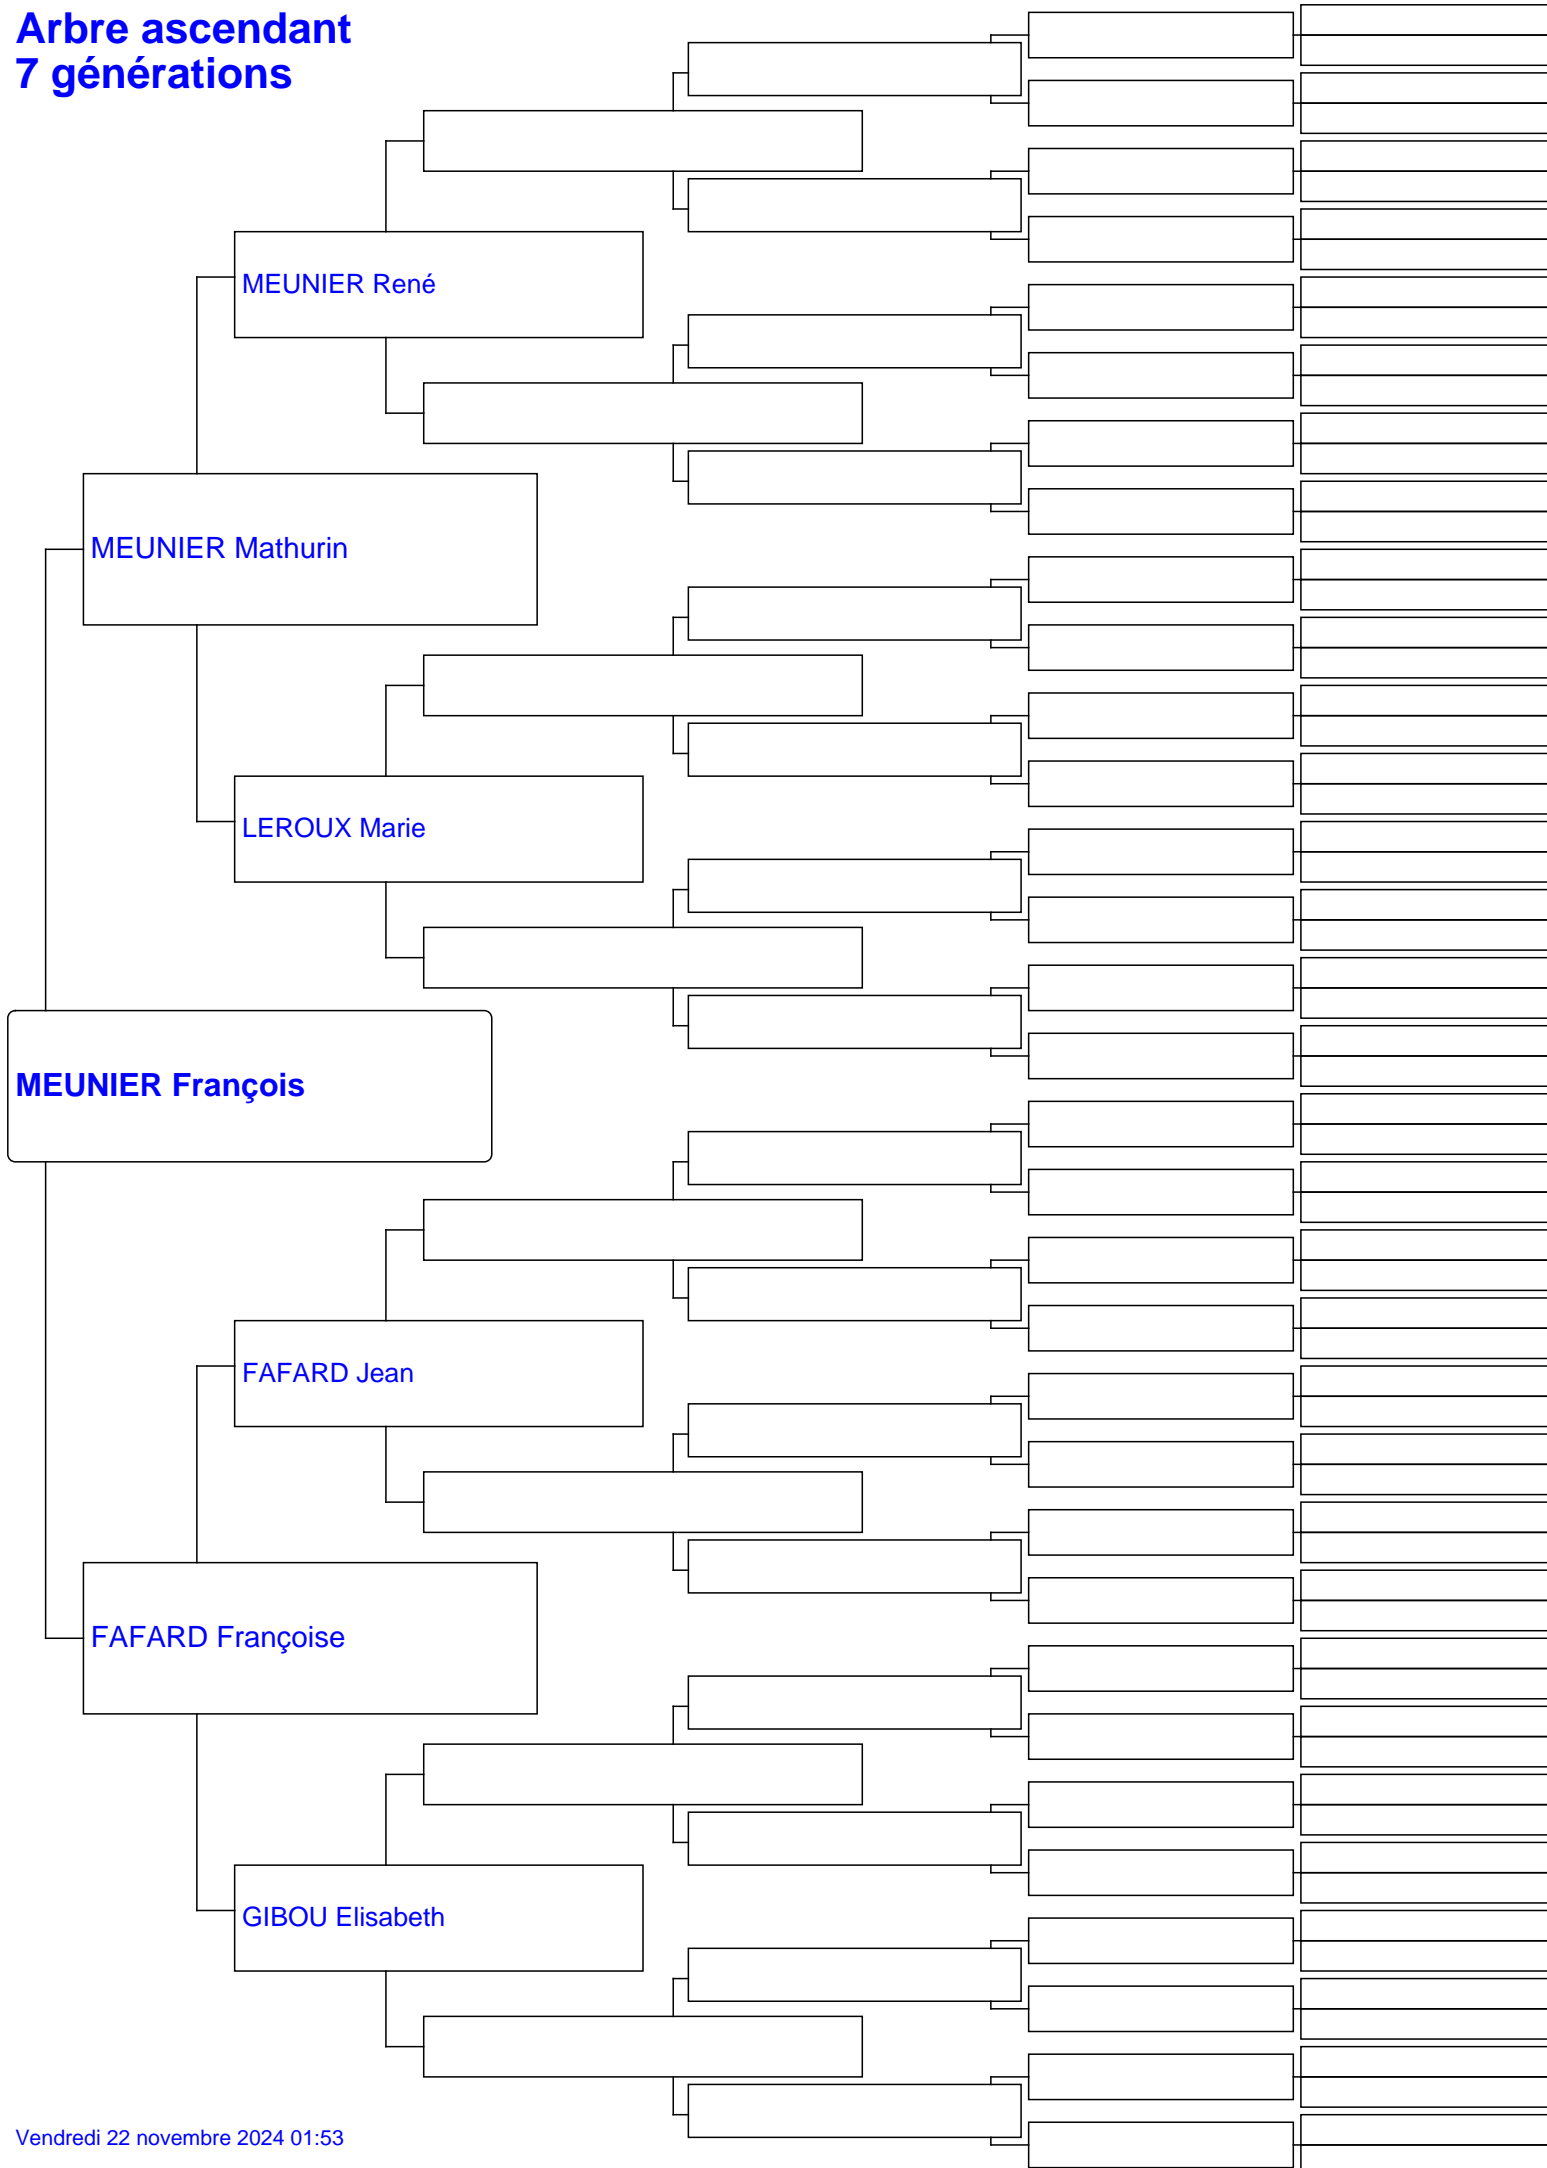 Arbre ascendant
7 générations
MEUNIER René
MEUNIER Mathurin
LEROUX Marie
MEUNIER François
FAFARD Jean
FAFARD Françoise
GIBOU Elisabeth
Vendredi 22 novembre 2024 01:53